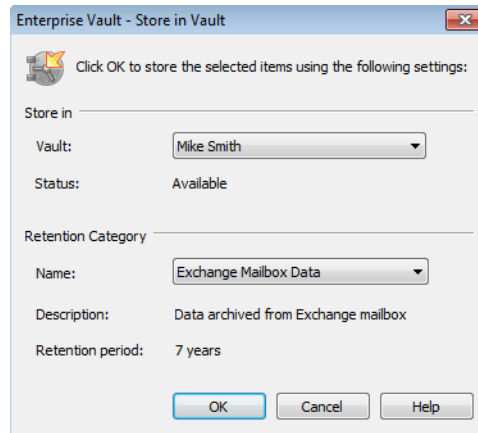 Enterprise Vault - Store in Vault
Click OK to store the selected items using the following settings:
Store in
Vault: Mike Smith
Status: Available
Retention Category
Name: Exchange Mailbox Data
Description: Data archived from Exchange mailbox
Retention period: 7 years
OK Cancel Help